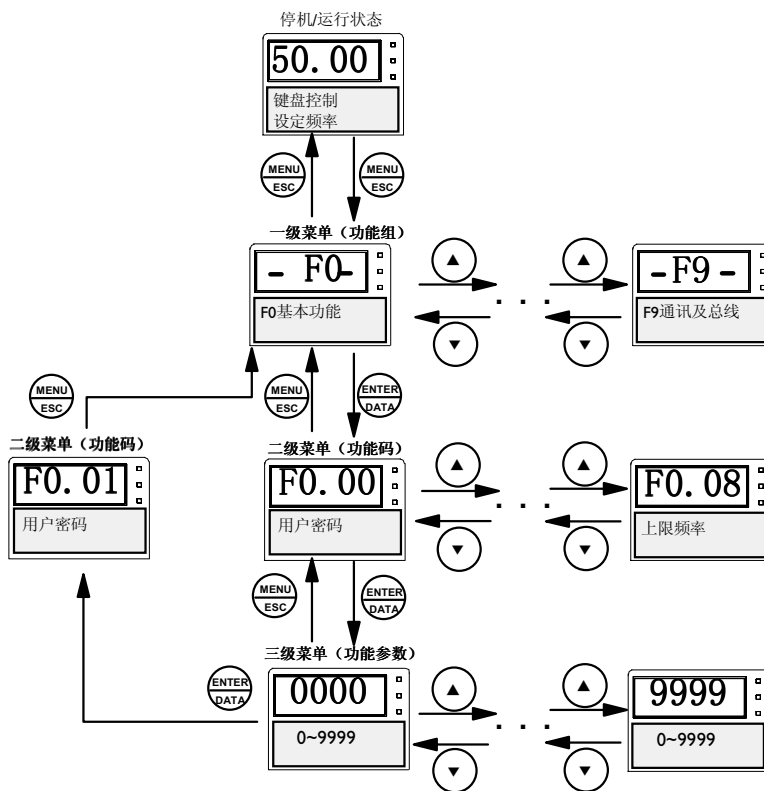 停机/运行状态
50.00
键盘控制
设定频率
MENU
ESC
MENU
ESC
一级菜单（功能组）
- F0-
F0基本功能
▲
▼
. . .
▲
▼
-F9 -
F9通讯及总线
MENU
ESC
MENU
ESC
ENTER
DATA
二级菜单（功能码）
F0.01
用户密码
二级菜单（功能码）
F0.00
用户密码
▲
▼
. . .
▲
▼
F0.08
上限频率
MENU
ESC
ENTER
DATA
三级菜单（功能参数）
ENTER
DATA
0000
0~9999
▲
▼
. . .
▲
▼
9999
0~9999